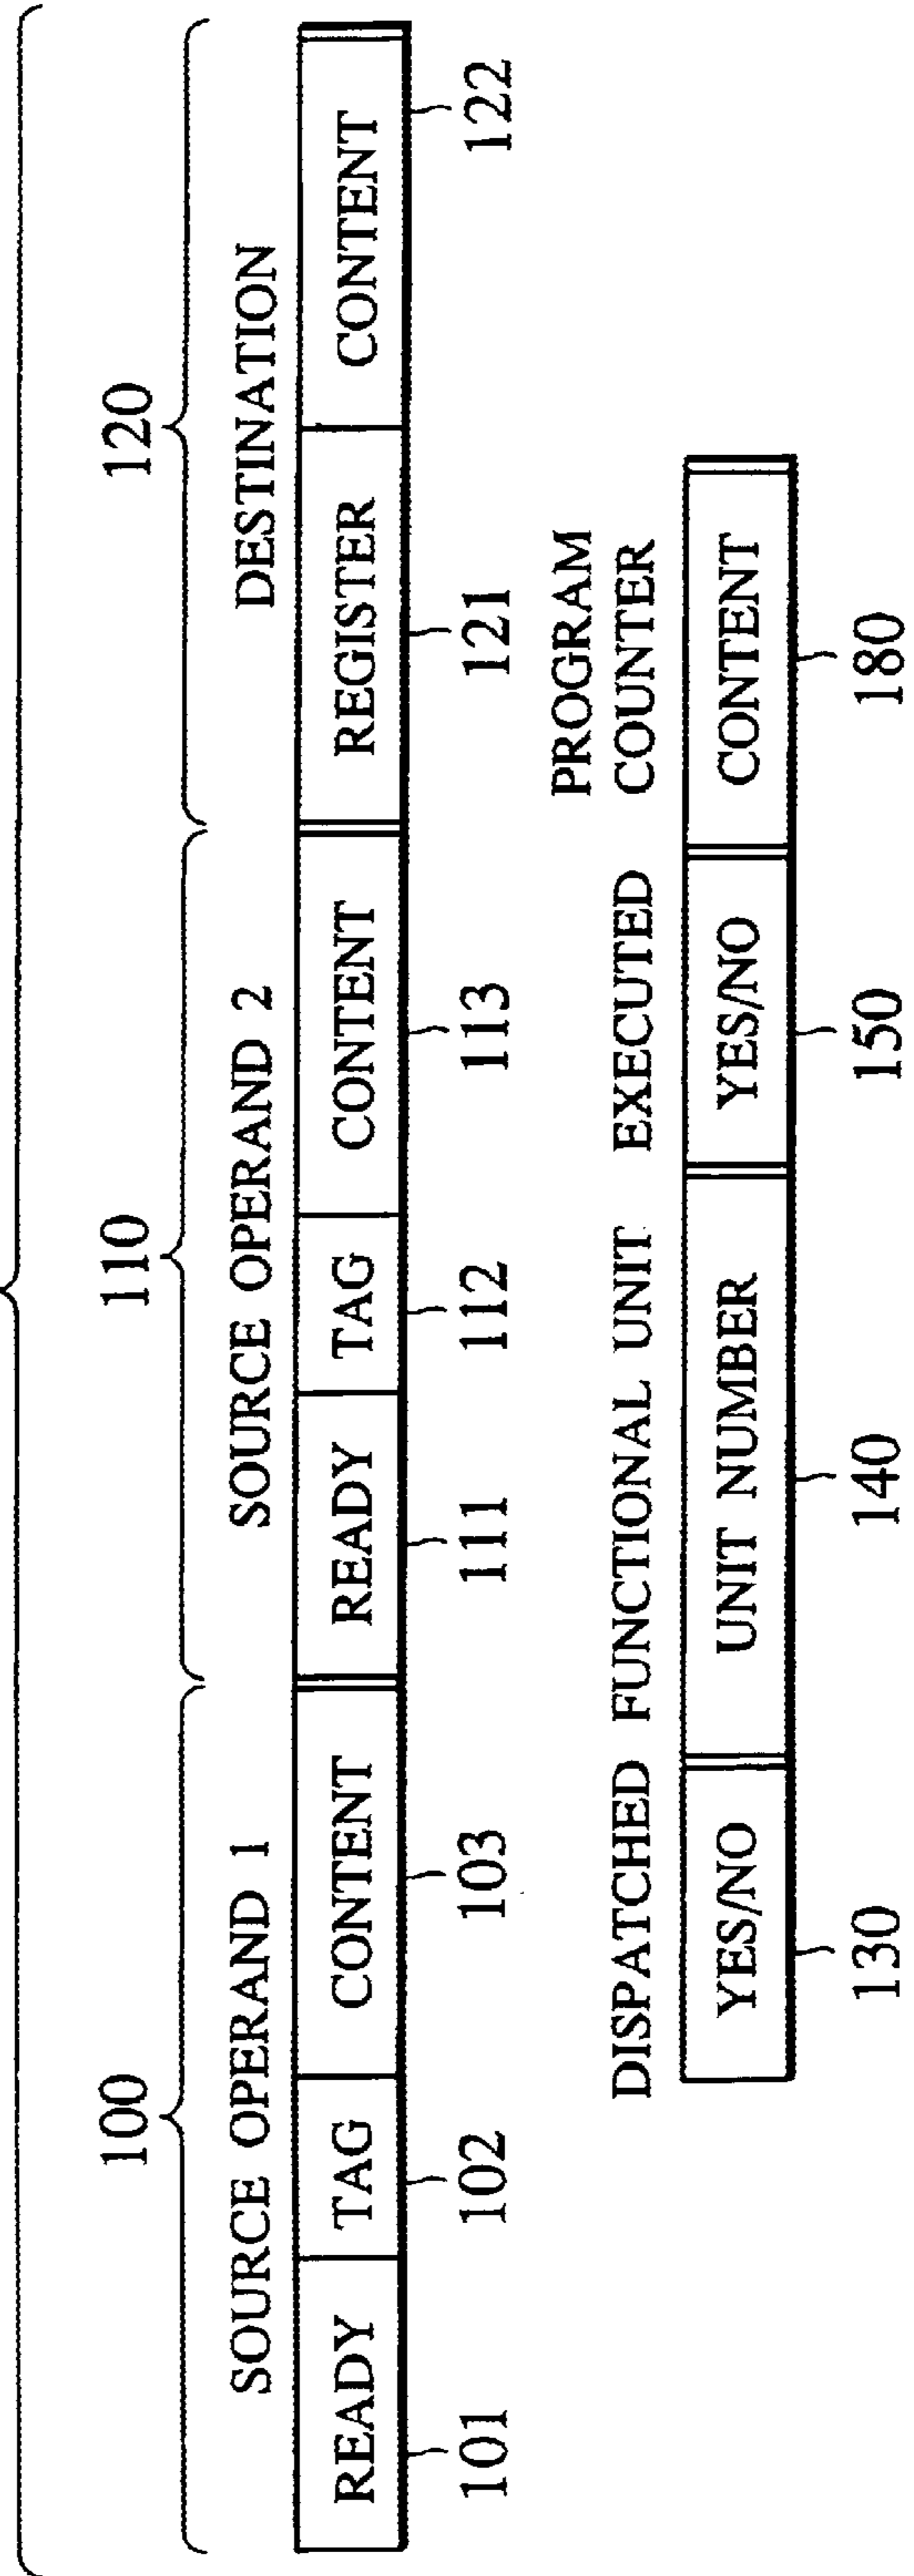 100
110
120
SOURCE OPERAND 1
SOURCE OPERAND 2
DESTINATION
READY
TAG
CONTENT
READY
TAG
CONTENT
REGISTER
CONTENT
101
102
103
111
112
113
121
122
DISPATCHED
FUNCTIONAL UNIT
EXECUTED
PROGRAM
COUNTER
YES/NO
UNIT NUMBER
YES/NO
CONTENT
130
140
150
180